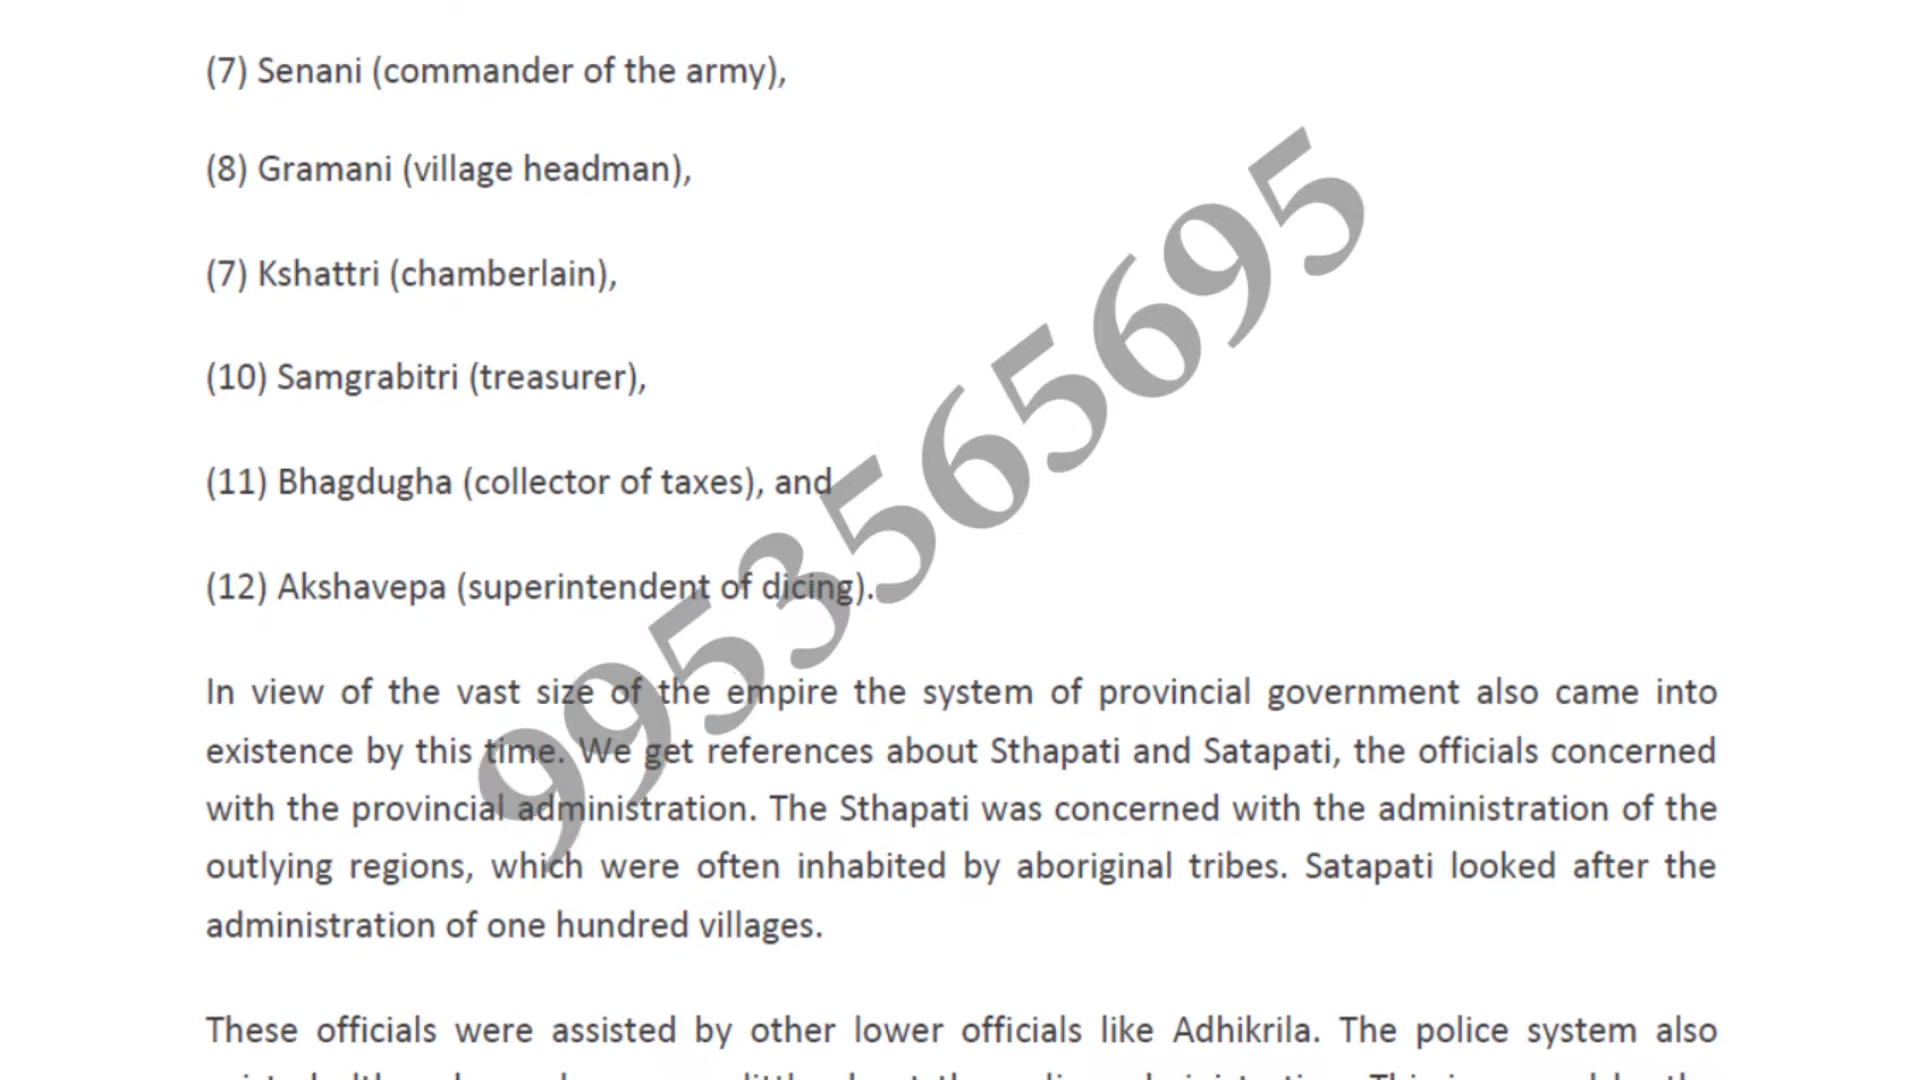 (7) Senani (commander of the army),
(8) Gramani (village headman),
(7) Kshattri (chamberlain),
(10) Samgrabitri (treasurer),
(11) Bhagdugha (collector of taxes), and
(12) Akshavepa (superintendent of dicing).
9953565695
In view of the vast size of the empire the system of provincial government also came into
existence by this time. We get references about Sthapati and Satapati, the officials concerned
with the provincial administration. The Sthapati was concerned with the administration of the
outlying regions, which were often inhabited by aboriginal tribes. Satapati looked after the
administration of one hundred villages.
These officials were assisted by other lower officials like Adhikrila. The police system also